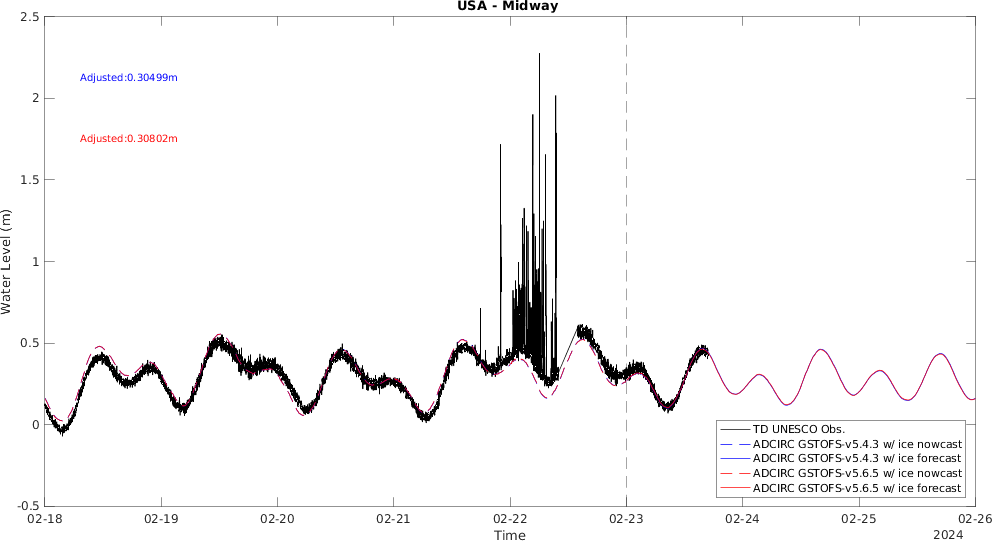 USA - Midway
2.5
Adjusted:0.30499m
2
Adjusted:0.30802m
1.5
1
0.5
0
-0.5
Water Level (m)
TD UNESCO Obs.
ADCIRC GSTOFS-v5.4.3 w/ ice nowcast
ADCIRC GSTOFS-v5.4.3 w/ ice forecast
ADCIRC GSTOFS-v5.6.5 w/ ice nowcast
ADCIRC GSTOFS-v5.6.5 w/ ice forecast
02-18 02-19 02-20 02-21 02-22 02-23 02-24 02-25 02-26
Time
2024